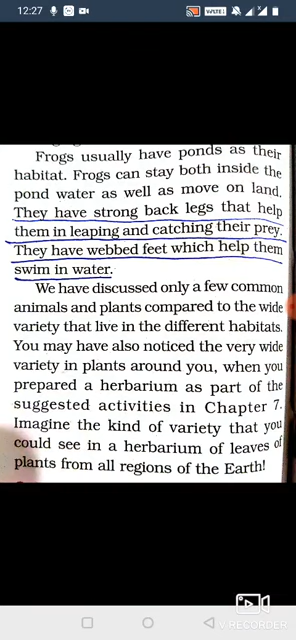 12:27
VoLTE
Frogs usually have ponds as their
habitat. Frogs can stay both inside the
pond water as well as move on land.
They have strong back legs that help
them in leaping and catching their prey.
They have webbed feet which help them
swim in water.
We have discussed only a few common
animals and plants compared to the wide
variety that live in the different habitats.
You may have also noticed the very wide
variety in plants around you, when you
prepared a herbarium as part of the
suggested activities in Chapter 7.
Imagine the kind of variety that you
could see in a herbarium of leaves of
plants from all regions of the Earth!
V RECORDER